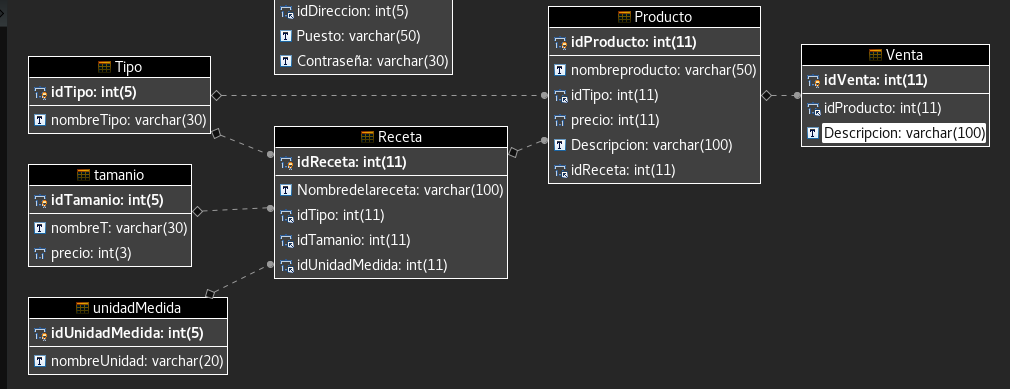 idDireccion: int(5)
Puesto: varchar(50)
Contraseña: varchar(30)
Tipo
idTipo: int(5)
nombreTipo: varchar(30)
tamanio
idTamanio: int(5)
nombreT: varchar(30)
precio: int(3)
unidadMedida
idUnidadMedida: int(5)
nombreUnidad: varchar(20)
Receta
idReceta: int(11)
Nombredelareceta: varchar(100)
idTipo: int(11)
idTamanio: int(11)
idUnidadMedida: int(11)
Producto
idProducto: int(11)
nombreproducto: varchar(50)
idTipo: int(11)
precio: int(11)
Descripcion: varchar(100)
idReceta: int(11)
Venta
idVenta: int(11)
idProducto: int(11)
Descripcion: varchar(100)